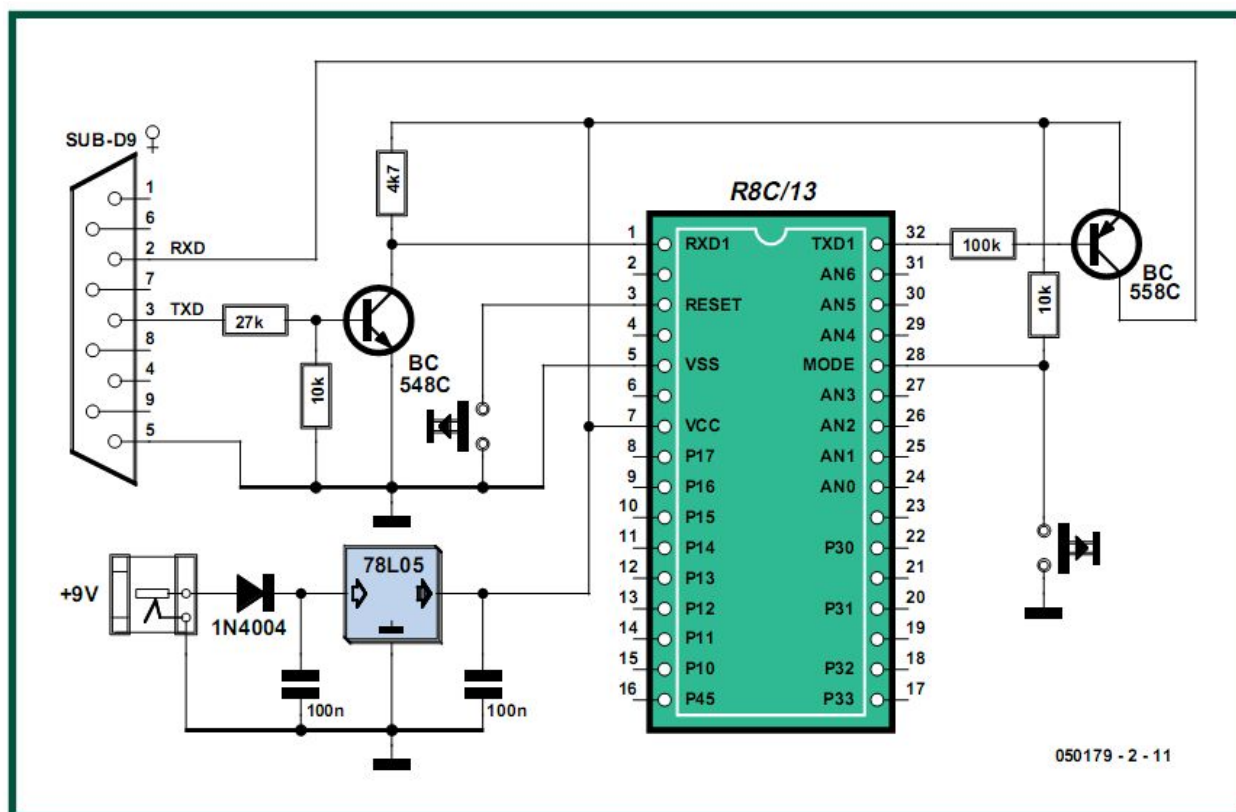 SUB-D9
1
6
2 RXD
7
3 TXD
8
4
9
5
27k
10k
4k7
BC
548C
R8C/13
1 RXD1
2
3 RESET
4
5 VSS
6
7 VCC
8 P17
9 P16
10 P15
11 P14
12 P13
13 P12
14 P11
15 P10
16 P45
TXD1 32
AN6 31
AN5 30
AN4 29
MODE 28
AN3 27
AN2 26
AN1 25
AN0 24
23
P30 22
21
P31 20
19
P32 18
P33 17
100k
10k
BC
558C
+9V
1N4004
78L05
100n
100n
050179 - 2 - 11